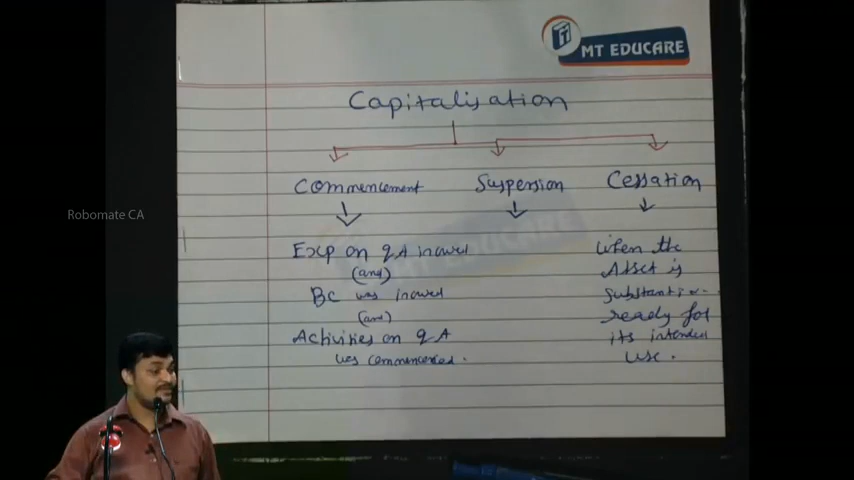 MT EDUCARE
Capitalisation
Commencement Suspension Cessation
Exp on QA incurred
(and)
BC was incurred
(and)
Activities on QA
was commenced.
When the
Asset is
ready for
its intended
use.
Robomate CA